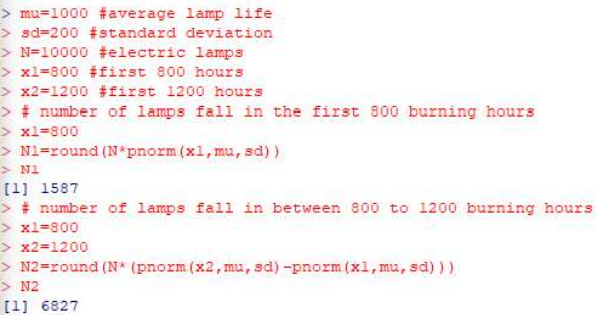 > mu=1000 #average lamp life
> sd=200 #standard deviation
> N=10000 #electric lamps
> x1=800 #first 800 hours
> x2=1200 #first 1200 hours
> # number of lamps fall in the first 800 burning hours
> x1=800
> N1=round(N*pnorm(x1,mu,sd))
> N1
[1] 1587
> # number of lamps fall in between 800 to 1200 burning hours
> x1=800
> x2=1200
> N2=round(N*(pnorm(x2,mu,sd)-pnorm(x1,mu,sd)))
> N2
[1] 6827